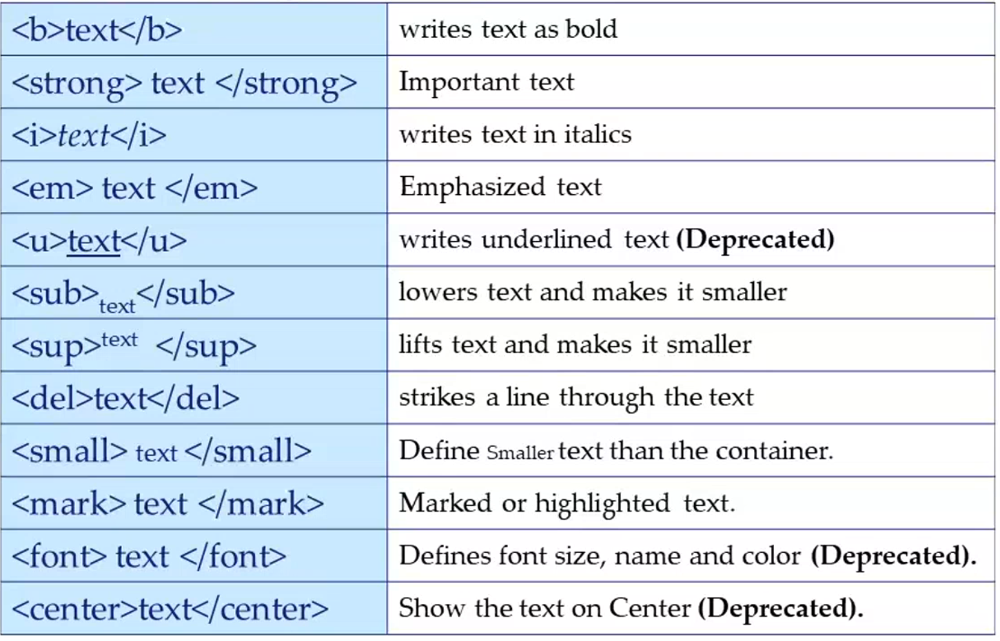 <b>text</b> writes text as bold
<strong> text </strong> Important text
<i>text</i> writes text in italics
<em> text </em> Emphasized text
<u>text</u> writes underlined text (Deprecated)
<sub>text</sub> lowers text and makes it smaller
<sup>text </sup> lifts text and makes it smaller
<del>text</del> strikes a line through the text
<small> text </small> Define Smaller text than the container.
<mark> text </mark> Marked or highlighted text.
<font> text </font> Defines font size, name and color (Deprecated).
<center>text</center> Show the text on Center (Deprecated).